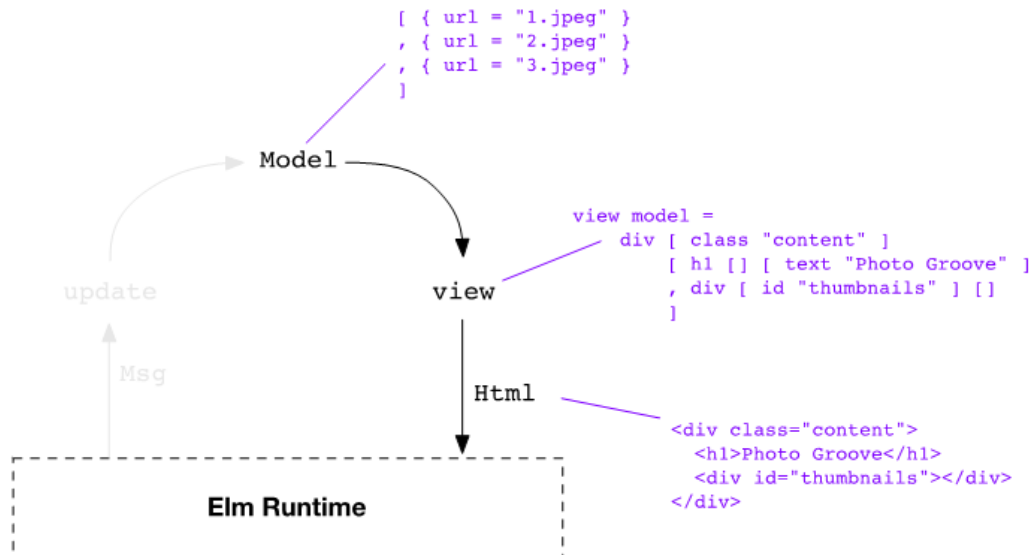 [ { url = "1.jpeg" }
, { url = "2.jpeg" }
, { url = "3.jpeg" }
]
Model
view model =
div [ class "content" ]
[ h1 [] [ text "Photo Groove" ]
, div [ id "thumbnails" ] []
]
update
view
Msg
Html
<div class="content">
<h1>Photo Groove</h1>
<div id="thumbnails"></div>
</div>
Elm Runtime